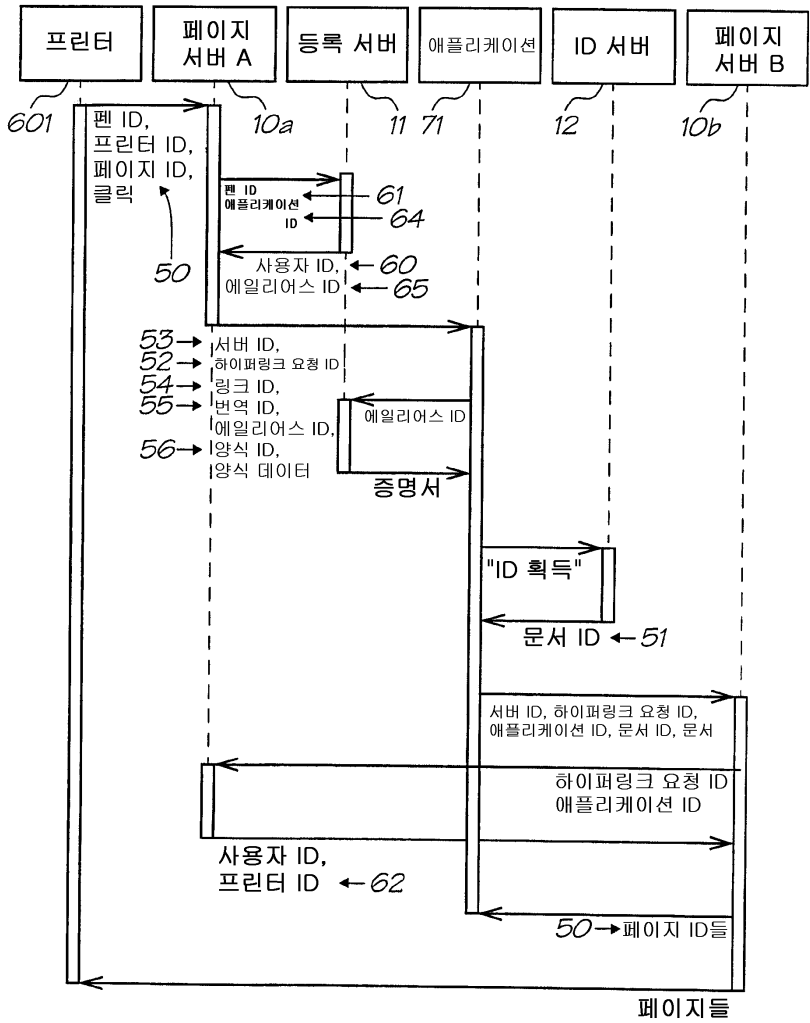 프린터
페이지
서버 A
등록 서버
애플리케이션
ID 서버
페이지
서버 B
601
10a
11
71
12
10b
펜 ID,
프린터 ID,
페이지 ID,
클릭
50
펜 ID
애플리케이션
ID
61
64
사용자 ID,
에일리어스 ID
60
65
53
서버 ID,
52
하이퍼링크 요청 ID
54
링크 ID,
55
번역 ID,
에일리어스 ID,
56
양식 ID,
양식 데이터
에일리어스 ID
증명서
"ID 획득"
문서 ID
51
서버 ID, 하이퍼링크 요청 ID,
애플리케이션 ID, 문서 ID, 문서
하이퍼링크 요청 ID
애플리케이션 ID
사용자 ID,
프린터 ID
62
50
페이지 ID들
페이지들